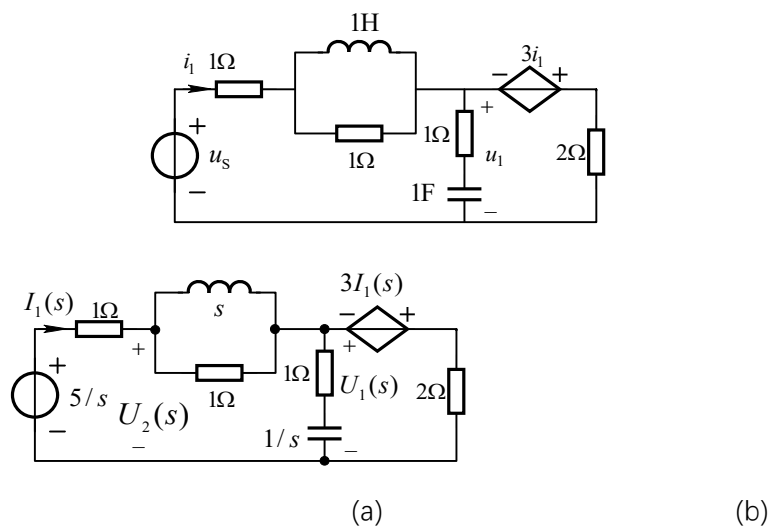 1H
i₁ 1Ω 3i₁
− +
+ 1Ω
+ uS 1Ω u₁ 2Ω
− 1F −
I₁(s) 1Ω s 3I₁(s)
− +
+ +
+ 5/s 1Ω 1Ω U₁(s) 2Ω
− U₂(s) 1/s
− −
(a) (b)